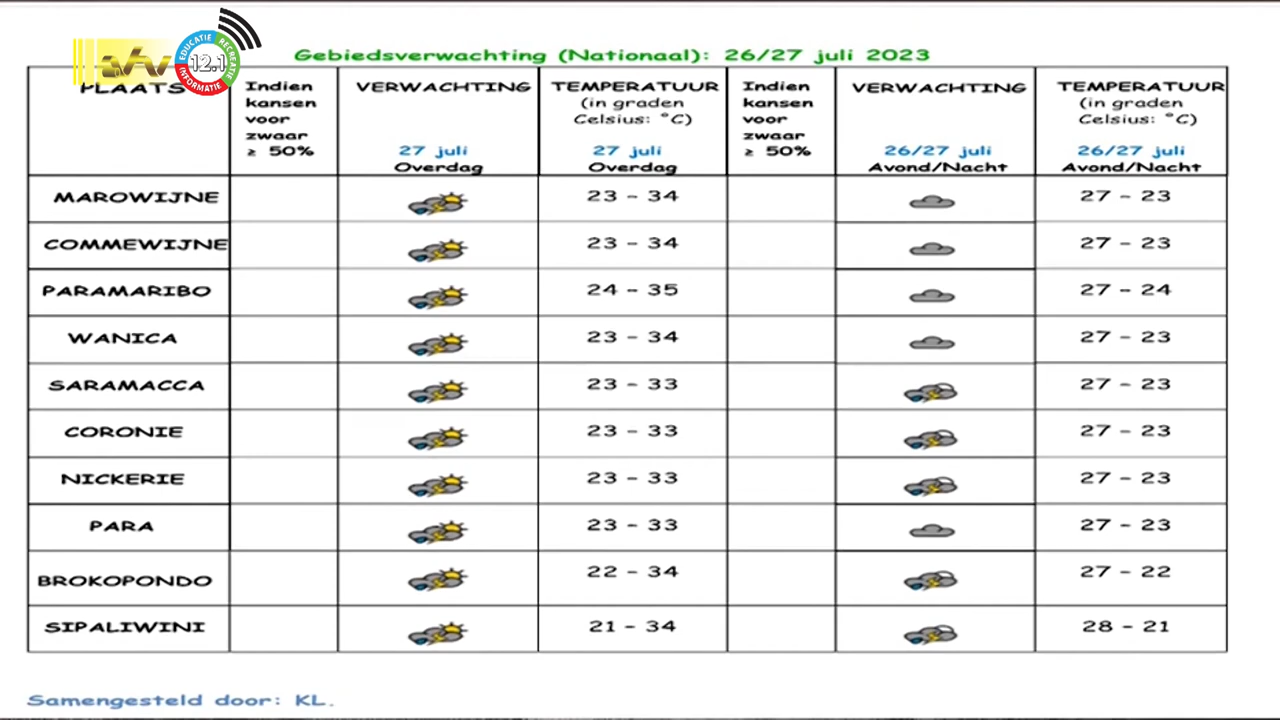 EDUCATIE RECREATIE INFORMATIE
12.1
Gebiedsverwachting (Nationaal): 26/27 juli 2023
PLAATS Indien kansen voor zwaar ≥ 50% VERWACHTING 27 juli Overdag TEMPERATUUR (in graden Celsius: °C) 27 juli Overdag Indien kansen voor zwaar ≥ 50% VERWACHTING 26/27 juli Avond/Nacht TEMPERATUUR (in graden Celsius: °C) 26/27 juli Avond/Nacht
MAROWIJNE 23 - 34 27 - 23
COMMEWIJNE 23 - 34 27 - 23
PARAMARIBO 24 - 35 27 - 24
WANICA 23 - 34 27 - 23
SARAMACCA 23 - 33 27 - 23
CORONIE 23 - 33 27 - 23
NICKERIE 23 - 33 27 - 23
PARA 23 - 33 27 - 23
BROKOPONDO 22 - 34 27 - 22
SIPALIWINI 21 - 34 28 - 21
Samengesteld door: KL.